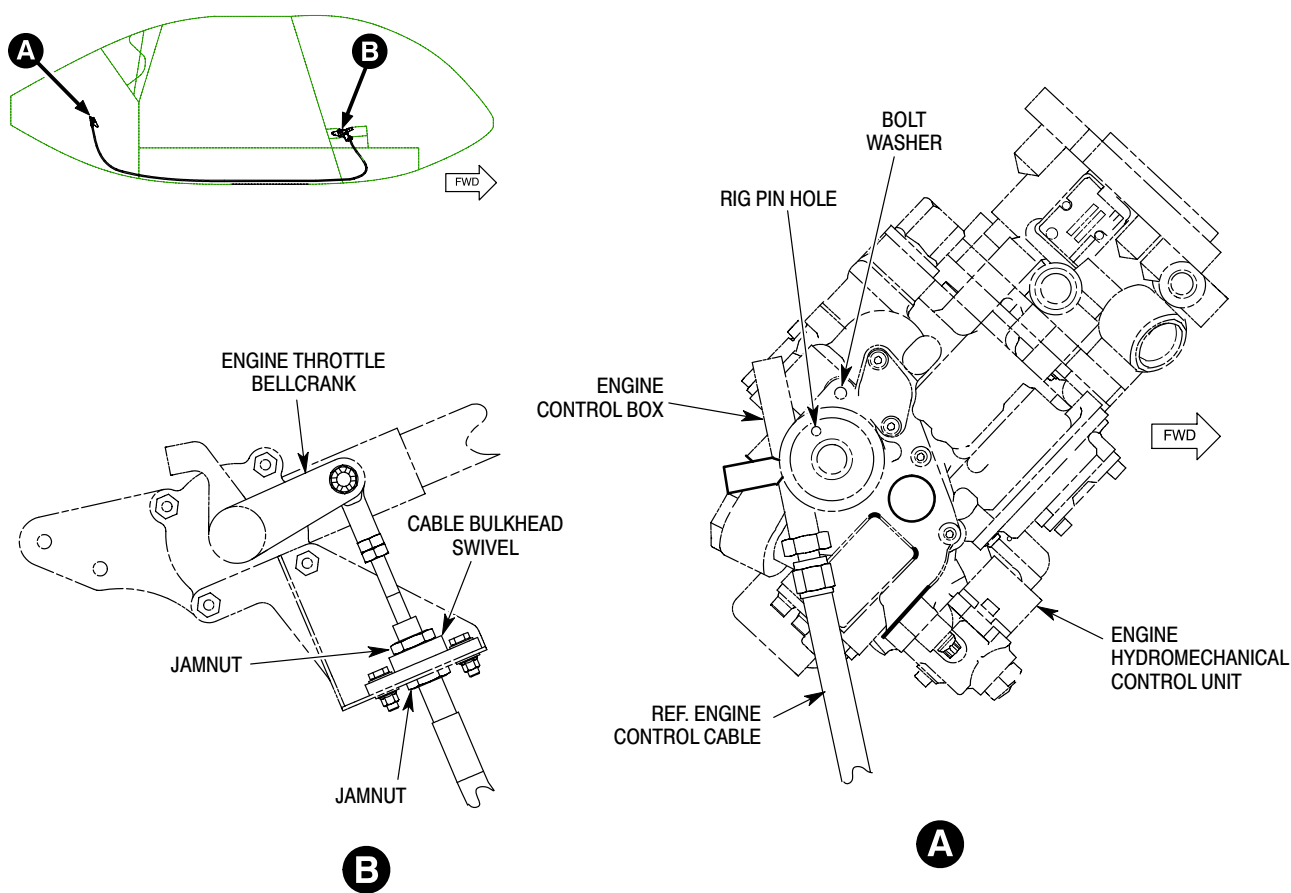 A
B
FWD
BOLT
WASHER
RIG PIN HOLE
ENGINE THROTTLE
BELLCRANK
ENGINE
CONTROL BOX
FWD
CABLE BULKHEAD
SWIVEL
JAMNUT
ENGINE
HYDROMECHANICAL
CONTROL UNIT
REF. ENGINE
CONTROL CABLE
JAMNUT
A
B